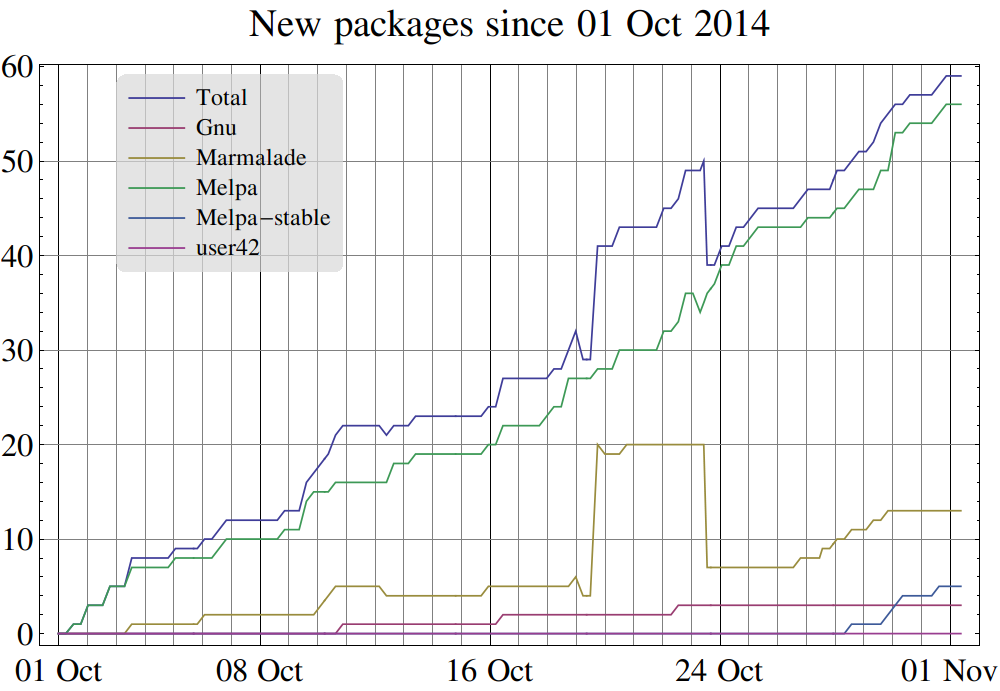 New packages since 01 Oct 2014
60
50
40
30
20
10
0
Total
Gnu
Marmalade
Melpa
Melpa−stable
user42
01 Oct 08 Oct 16 Oct 24 Oct 01 Nov